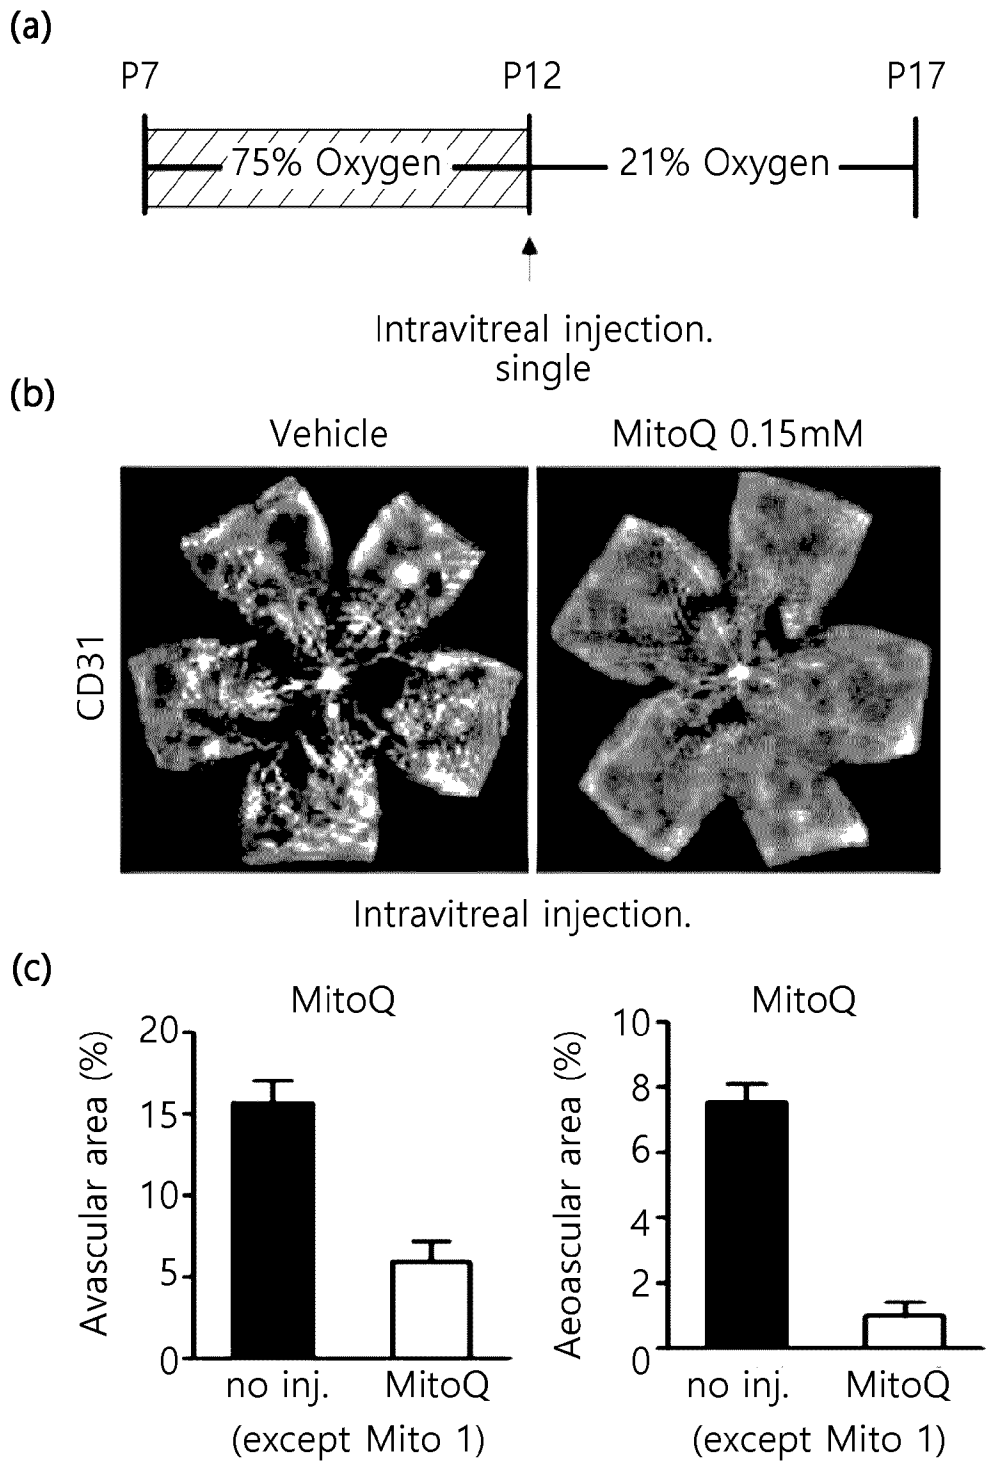 (a)
P7 P12 P17
75% Oxygen 21% Oxygen
Intravitreal injection.
single
(b)
Vehicle MitoQ 0.15mM
CD31
Intravitreal injection.
(c)
MitoQ
Avascular area (%)
20
15
10
5
0
no inj. MitoQ
(except Mito 1)
MitoQ
Aeoascular area (%)
10
8
6
4
2
0
no inj. MitoQ
(except Mito 1)